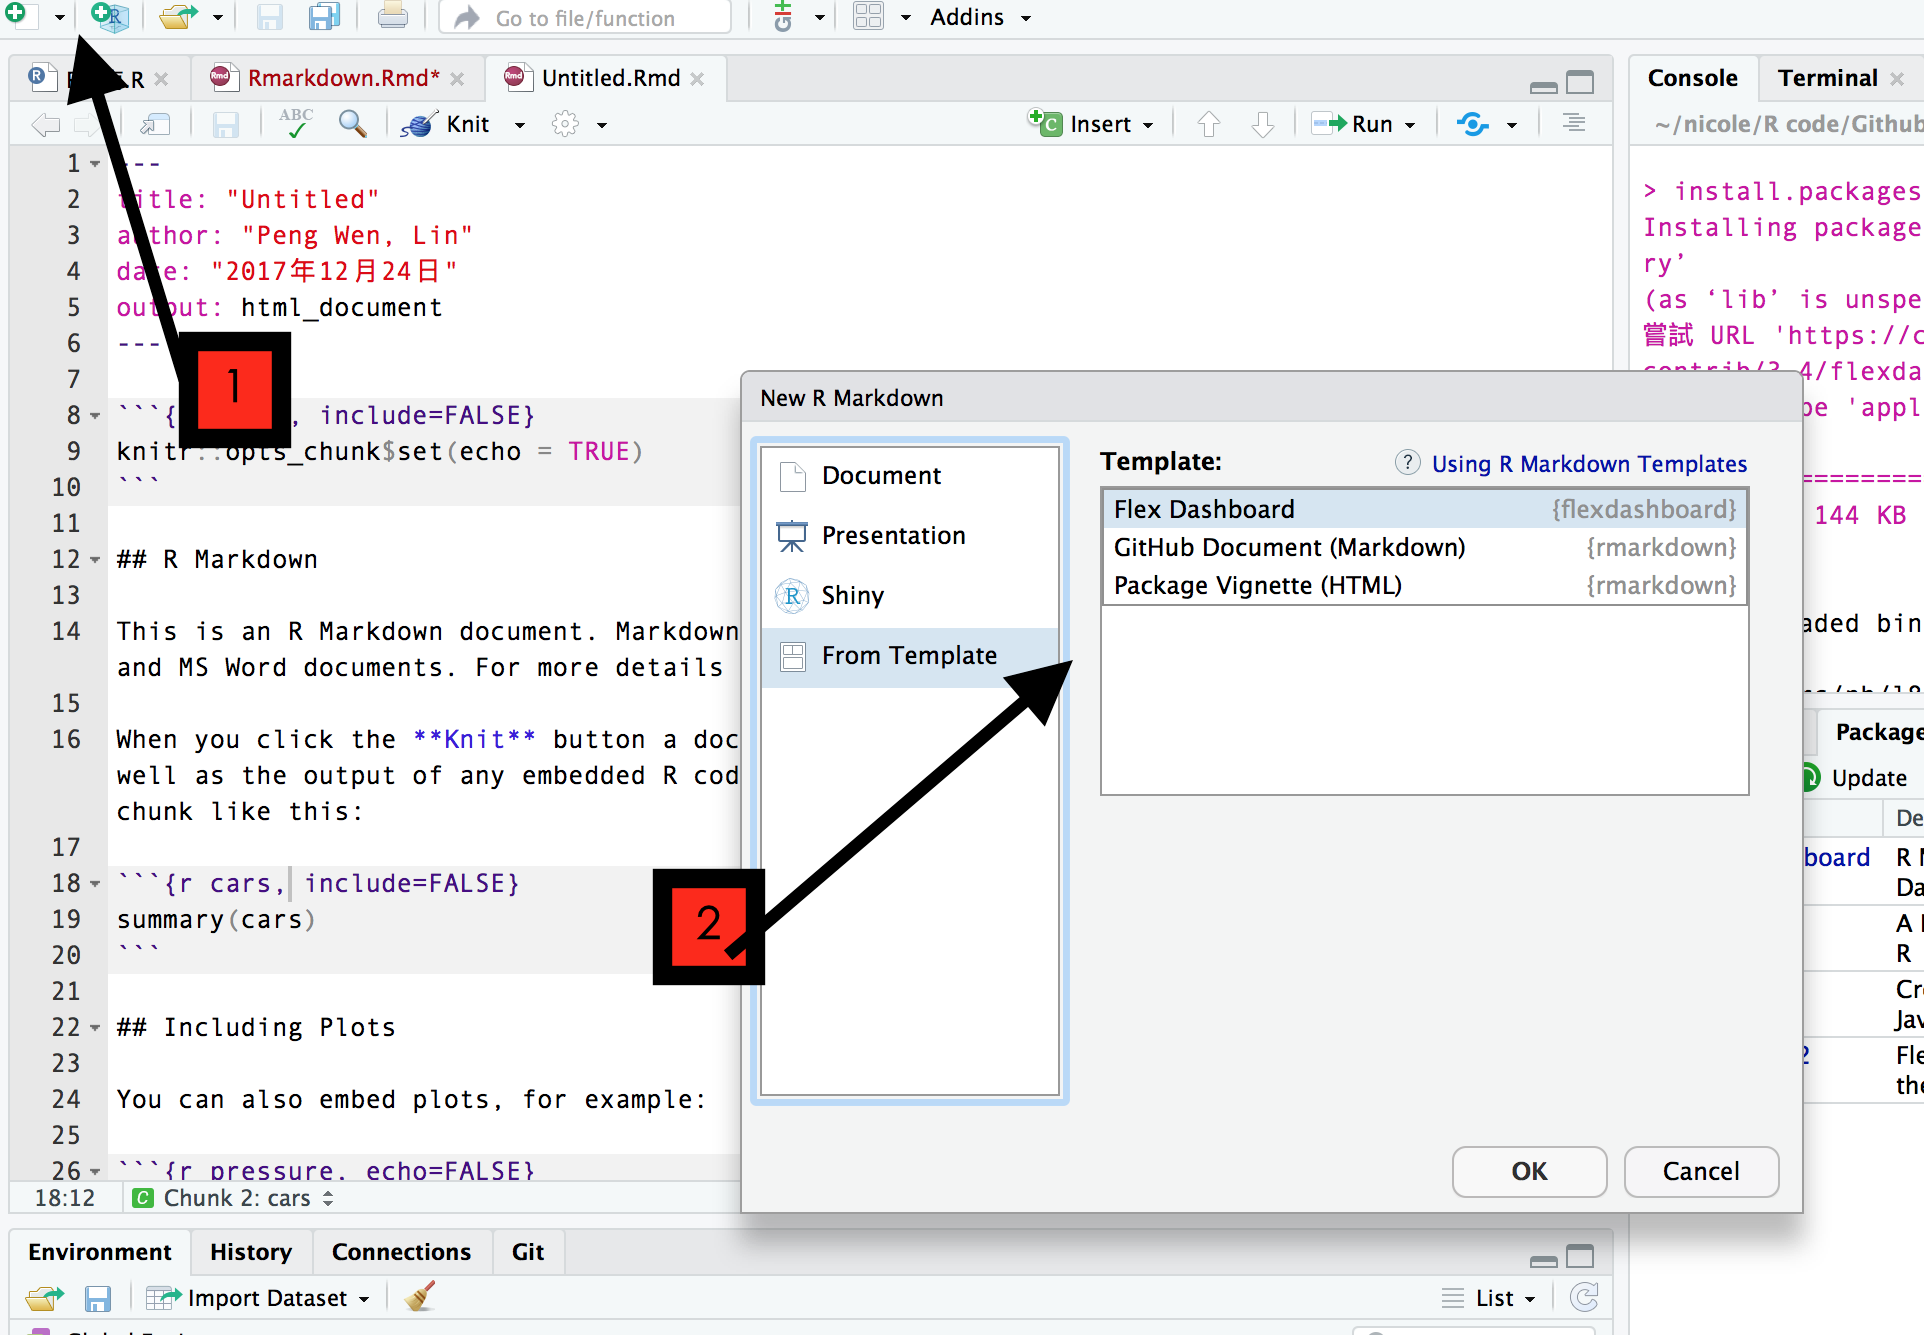 Go to file/function
Addins
.R
Rmarkdown.Rmd*
Untitled.Rmd
ABC
Knit
Insert
Run
1 ---
2 title: "Untitled"
3 author: "Peng Wen, Lin"
4 date: "2017年12月24日"
5 output: html_document
6 ---
7
8 ```{ , include=FALSE}
9 knitr::opts_chunk$set(echo = TRUE)
10 ```
11
12 ## R Markdown
13
14 This is an R Markdown document. Markdown
and MS Word documents. For more details
15
16 When you click the **Knit** button a doc
well as the output of any embedded R cod
chunk like this:
17
18 ```{r cars, include=FALSE}
19 summary(cars)
20 ```
21
22 ## Including Plots
23
24 You can also embed plots, for example:
25
26 ```{r pressure, echo=FALSE}
18:12
Chunk 2: cars
1
2
New R Markdown
Document
Presentation
Shiny
From Template
Template:
Using R Markdown Templates
Flex Dashboard {flexdashboard}
GitHub Document (Markdown) {rmarkdown}
Package Vignette (HTML) {rmarkdown}
OK
Cancel
Console
Terminal
~/nicole/R code/Github
> install.packages
Installing package
ry’
(as ‘lib’ is unspe
嘗試 URL 'https://c
contrib/3.4/flexda
pe 'appl
=========
144 KB
aded bin
Package
Update
De
board
R M
Da
A
R
Cr
Jav
2
Fle
the
Environment
History
Connections
Git
Import Dataset
List